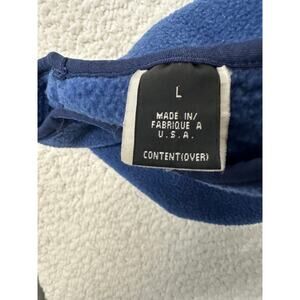 L
MADE IN/
FABRIQUE A
U.S.A.
CONTENT(OVER)